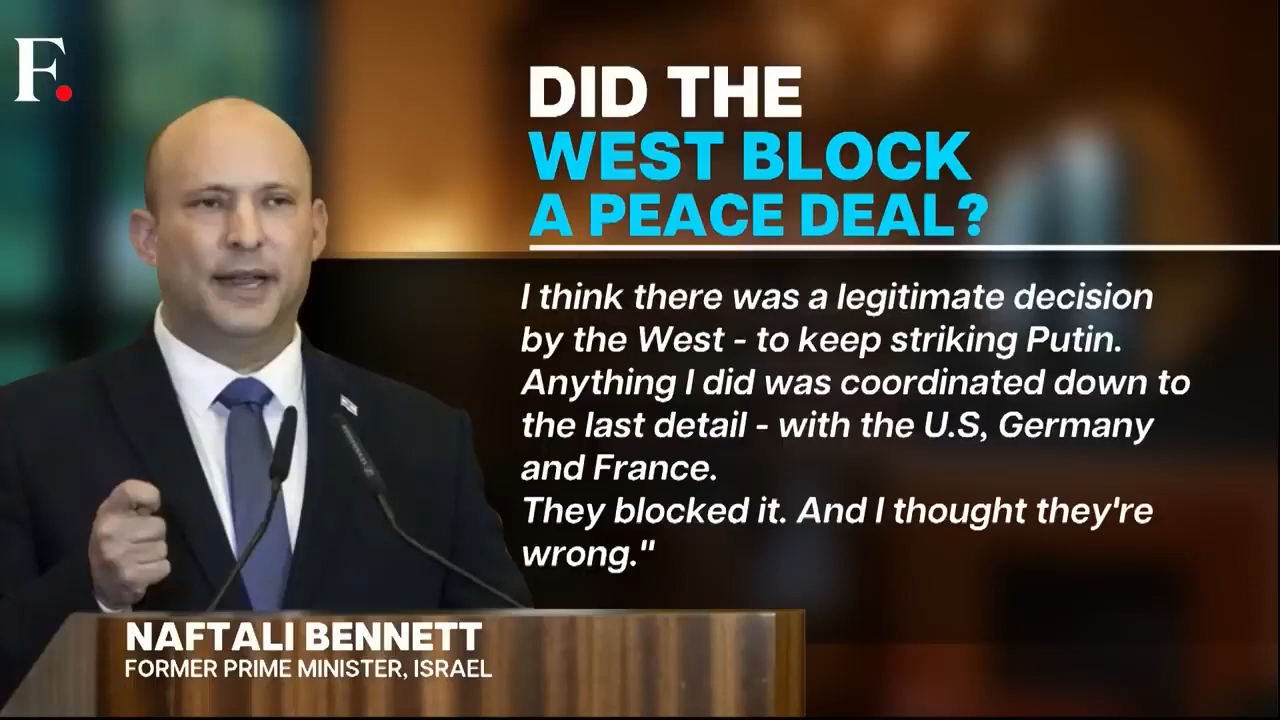 F.
DID THE
WEST BLOCK
A PEACE DEAL?
I think there was a legitimate decision
by the West - to keep striking Putin.
Anything I did was coordinated down to
the last detail - with the U.S, Germany
and France.
They blocked it. And I thought they're
wrong."
NAFTALI BENNETT
FORMER PRIME MINISTER, ISRAEL